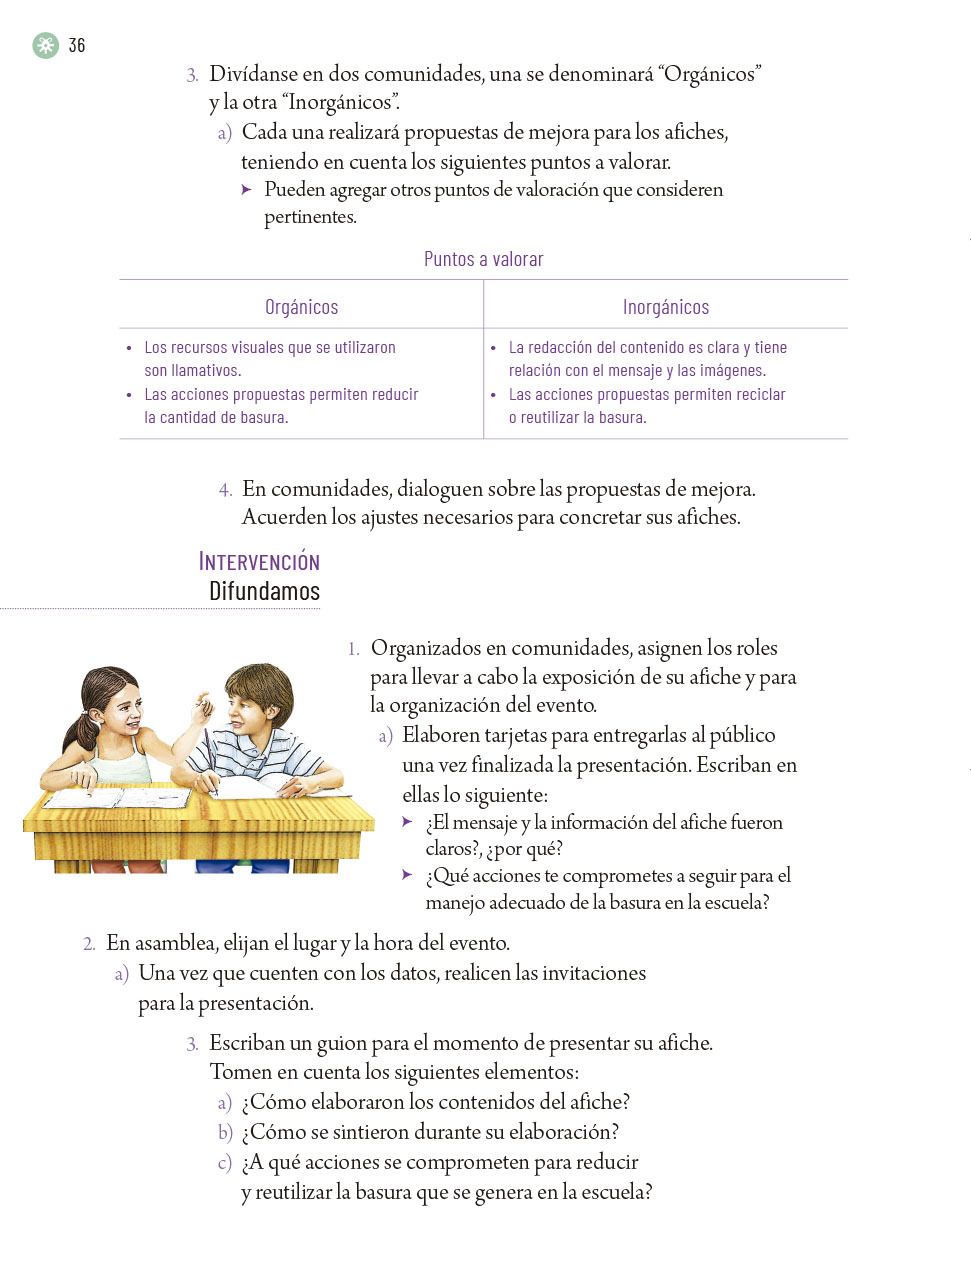 36
3. Divídanse en dos comunidades, una se denominará “Orgánicos”
y la otra “Inorgánicos”.
a) Cada una realizará propuestas de mejora para los afiches,
teniendo en cuenta los siguientes puntos a valorar.
➤ Pueden agregar otros puntos de valoración que consideren
pertinentes.
Puntos a valorar
Orgánicos
• Los recursos visuales que se utilizaron
son llamativos.
• Las acciones propuestas permiten reducir
la cantidad de basura.
Inorgánicos
• La redacción del contenido es clara y tiene
relación con el mensaje y las imágenes.
• Las acciones propuestas permiten reciclar
o reutilizar la basura.
4. En comunidades, dialoguen sobre las propuestas de mejora.
Acuerden los ajustes necesarios para concretar sus afiches.
INTERVENCIÓN
Difundamos
1. Organizados en comunidades, asignen los roles
para llevar a cabo la exposición de su afiche y para
la organización del evento.
a) Elaboren tarjetas para entregarlas al público
una vez finalizada la presentación. Escriban en
ellas lo siguiente:
➤ ¿El mensaje y la información del afiche fueron
claros?, ¿por qué?
➤ ¿Qué acciones te comprometes a seguir para el
manejo adecuado de la basura en la escuela?
2. En asamblea, elijan el lugar y la hora del evento.
a) Una vez que cuenten con los datos, realicen las invitaciones
para la presentación.
3. Escriban un guion para el momento de presentar su afiche.
Tomen en cuenta los siguientes elementos:
a) ¿Cómo elaboraron los contenidos del afiche?
b) ¿Cómo se sintieron durante su elaboración?
c) ¿A qué acciones se comprometen para reducir
y reutilizar la basura que se genera en la escuela?